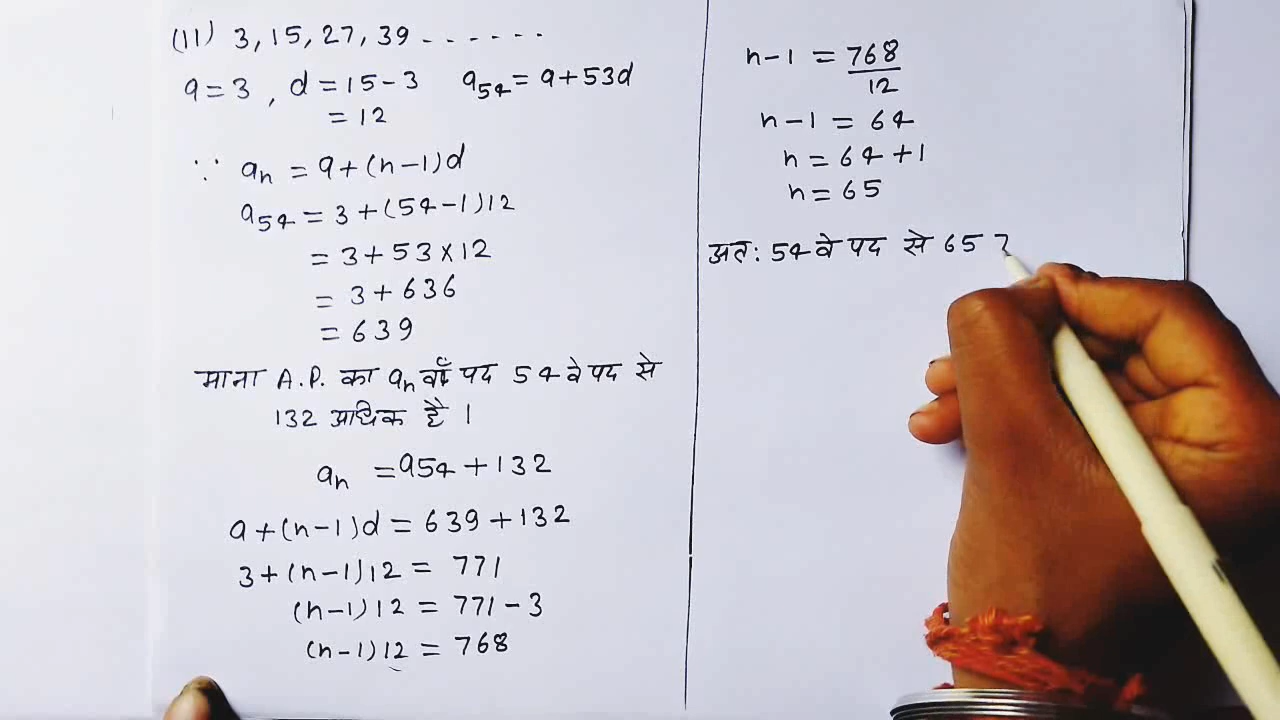 (11) 3, 15, 27, 39 - - - - - -
a = 3 , d = 15 - 3 a54 = a + 53d
= 12
∵ an = a + (n - 1)d
a54 = 3 + (54 - 1)12
= 3 + 53 × 12
= 3 + 636
= 639
माना A.P. का an वाँ पद 54 वे पद से
132 अधिक है ।
an = a54 + 132
a + (n - 1)d = 639 + 132
3 + (n - 1)12 = 771
(n - 1)12 = 771 - 3
(n - 1)12 = 768
n - 1 = 768/12
n - 1 = 64
n = 64 + 1
n = 65
अत: 54 वे पद से 65